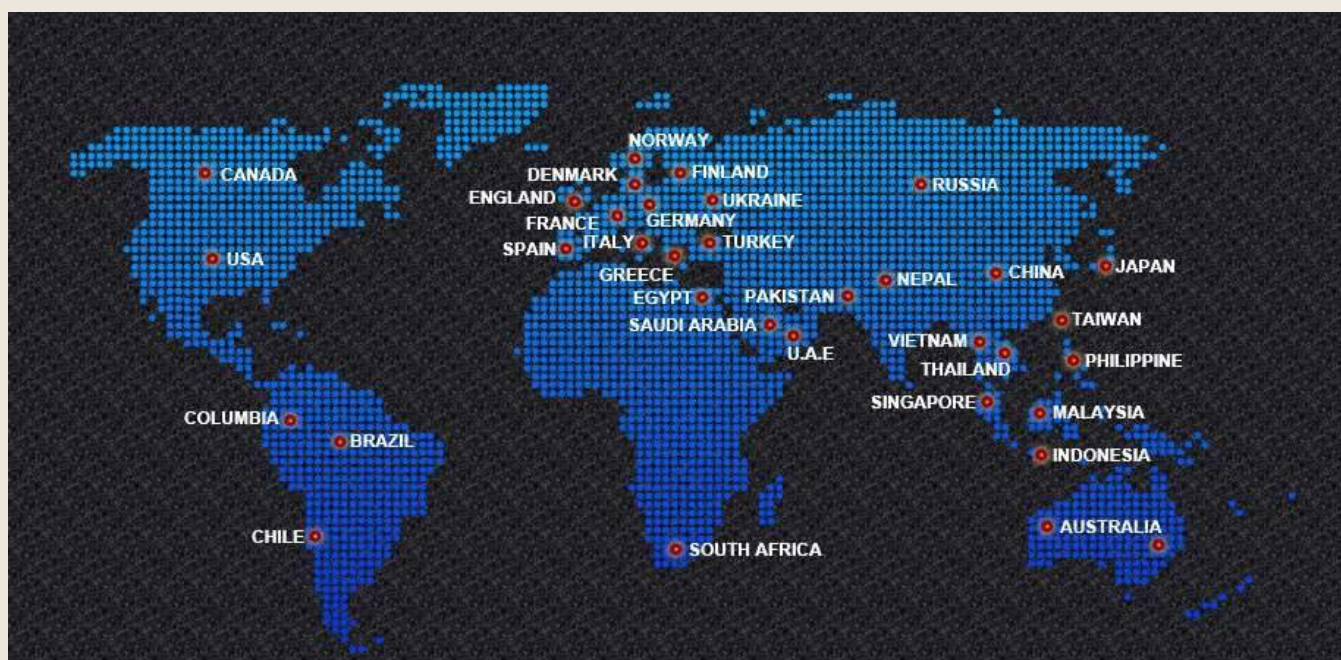 NORWAY
CANADA
DENMARK
FINLAND
RUSSIA
ENGLAND
UKRAINE
FRANCE
GERMANY
SPAIN
ITALY
TURKEY
USA
GREECE
NEPAL
CHINA
JAPAN
EGYPT
PAKISTAN
SAUDI ARABIA
TAIWAN
U.A.E
VIETNAM
THAILAND
PHILIPPINE
SINGAPORE
COLUMBIA
MALAYSIA
BRAZIL
INDONESIA
CHILE
AUSTRALIA
SOUTH AFRICA